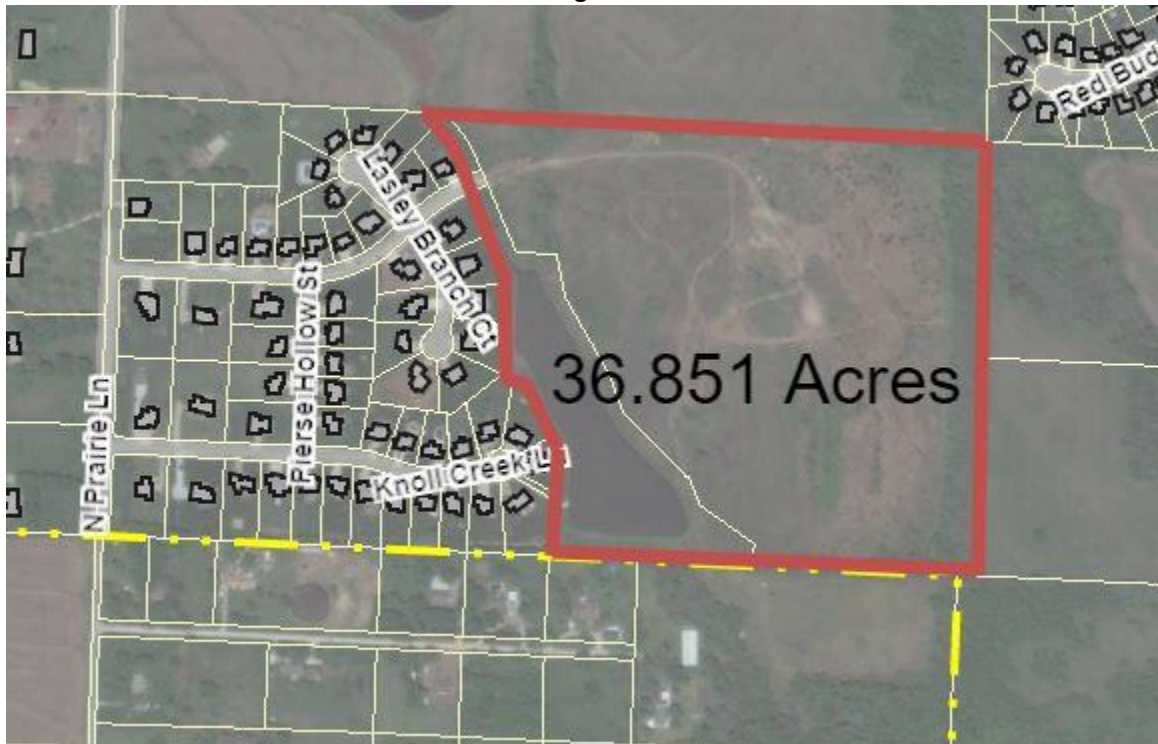 Red Bud
Lasley Branch Ct
36.851 Acres
Pierse Hollow St
N Prairie Ln
Knoll Creek Ln